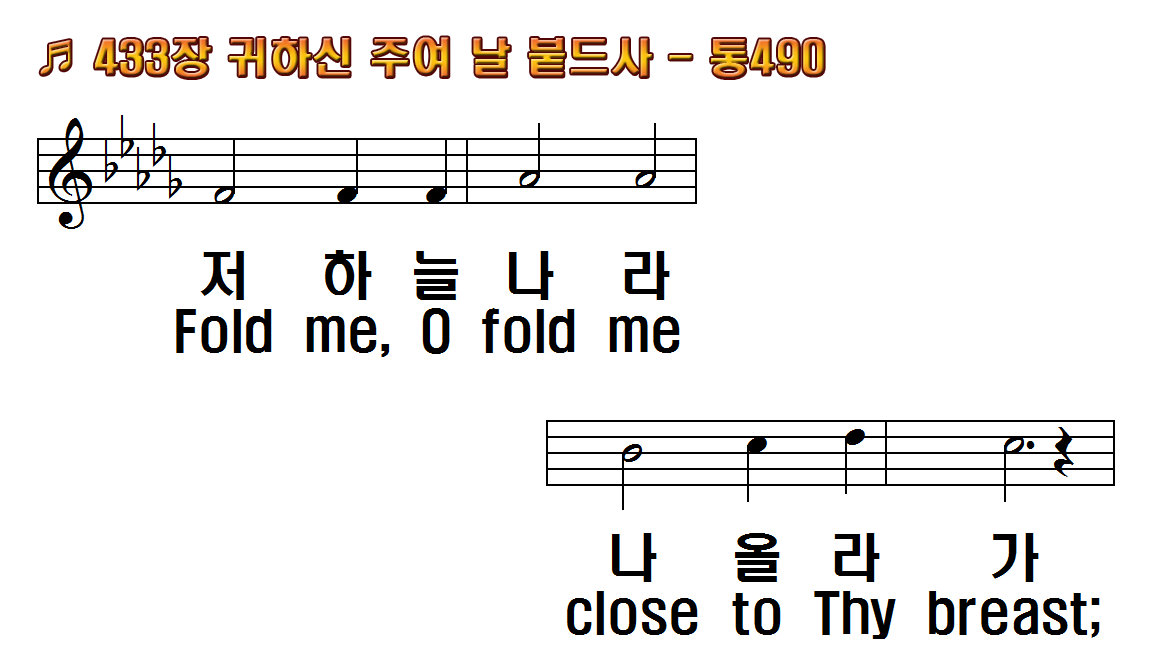 ♬ 433장 귀하신 주여 날 붙드사 - 통490
저 하 늘 나 라
Fold me, O fold me
나 올 라 가
close to Thy breast;